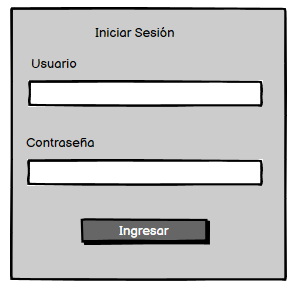 Iniciar Sesión
Usuario
Contraseña
Ingresar